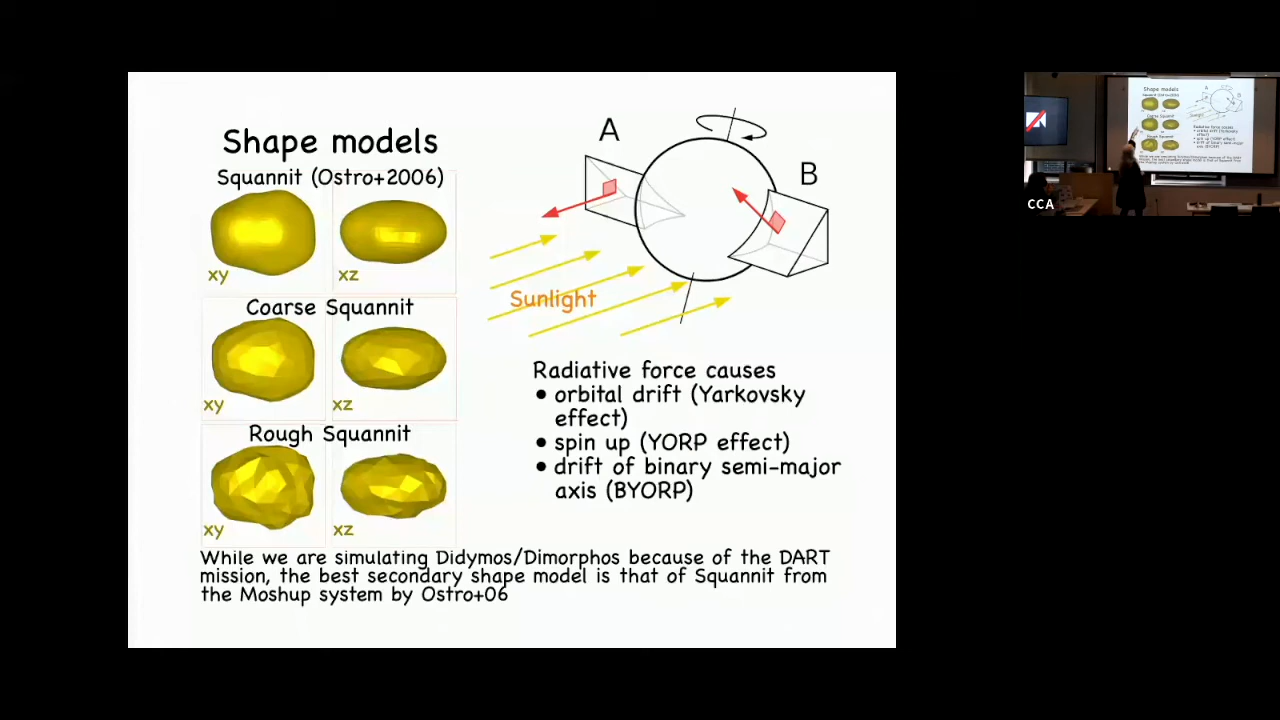 Shape models
Squannit (Ostro+2006)
xy
xz
Coarse Squannit
xy
xz
Rough Squannit
xy
xz
A
B
Sunlight
Radiative force causes
• orbital drift (Yarkovsky
effect)
• spin up (YORP effect)
• drift of binary semi-major
axis (BYORP)
While we are simulating Didymos/Dimorphos because of the DART
mission, the best secondary shape model is that of Squannit from
the Moshup system by Ostro+06
Shape models
CCA